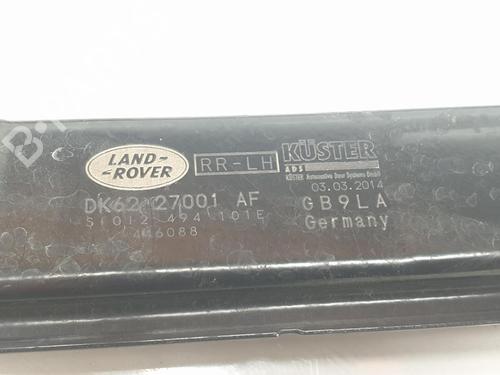 LAND-
-ROVER
RR-LH
KÜSTER
ADS
KÜSTER Automotive Door Systems GmbH
03.03.2014
DK62 27001 AF
GB9LA
S1012 494 101E
Germany
446088
B-Parts